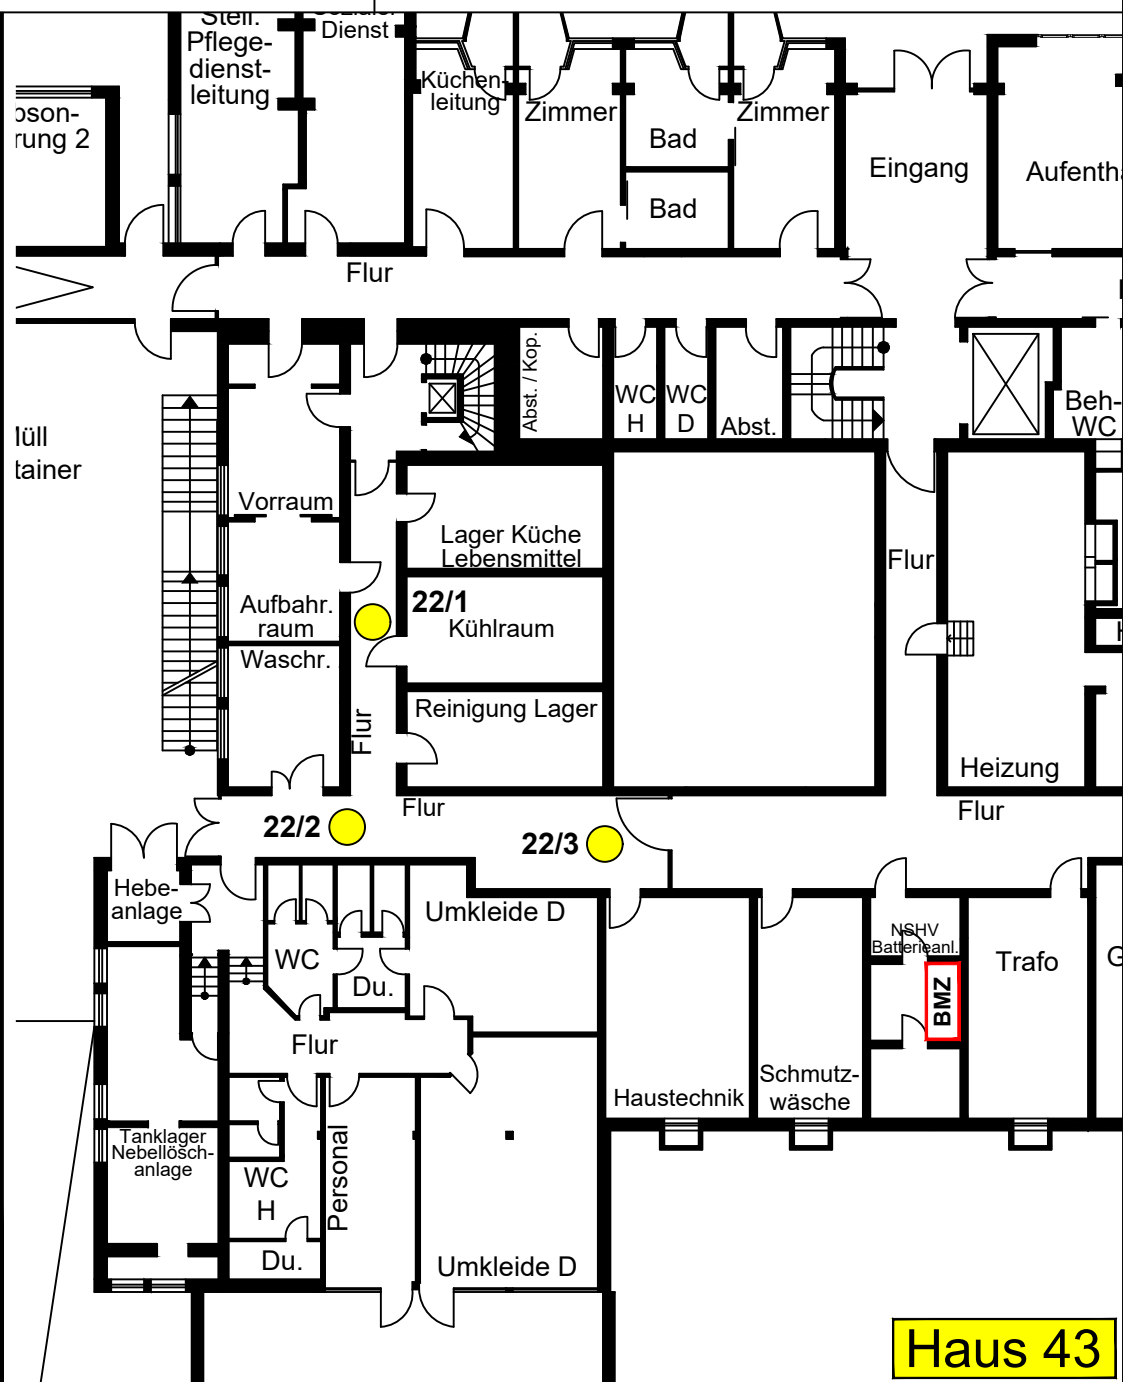 Stell.
Pflege-
dienst-
leitung
Dienst
Küchen-
leitung
Zimmer
Bad
Zimmer
Bad
Eingang
rung 2
Flur
Abst. / Kop.
WC
H
WC
D
Abst.
Beh-
WC
Vorraum
Lager Küche
Lebensmittel
Flur
Aufbahr.
raum
22/1
Kühlraum
Waschr.
Reinigung Lager
Flur
Heizung
Flur
Flur
22/2
22/3
Hebe-
anlage
Umkleide D
WC
Du.
NSHV
Batterieanl.
BMZ
Trafo
Flur
Haustechnik
Schmutz-
wäsche
Tanklager
Nebellösch-
anlage
WC
H
Personal
Du.
Umkleide D
Haus 43